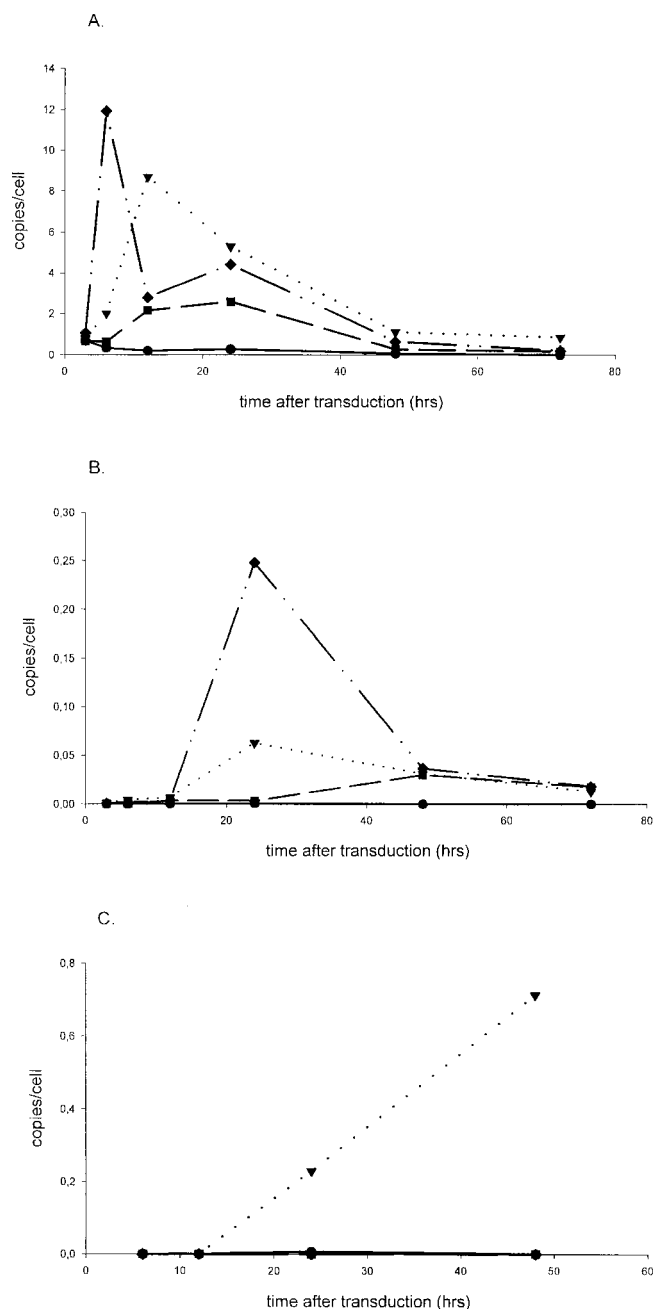 A.
14
12
10
8
6
4
2
0
copies/cell
0 20 40 60 80
time after transduction (hrs)
B.
0,30
0,25
0,20
0,15
0,10
0,05
0,00
copies/cell
0 20 40 60 80
time after transduction (hrs)
C.
0,8
0,6
0,4
0,2
0,0
copies/cell
0 10 20 30 40 50 60
time after transduction (hrs)